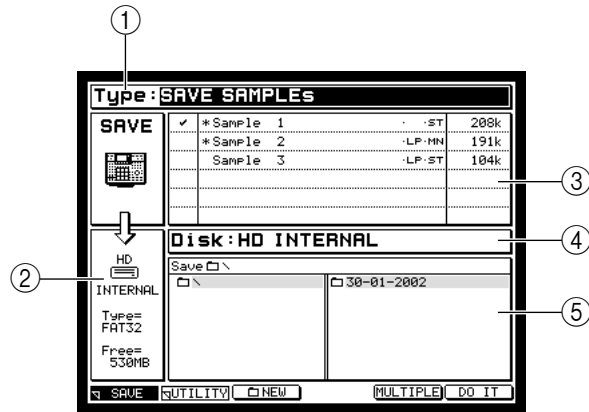 1
Type:SAVE SAMPLEs
SAVE
✓ *Sample 1 · ·ST 208k
*Sample 2 ·LP·MN 191k
Sample 3 ·LP·ST 104k
3
Disk:HD INTERNAL
4
2
HD
INTERNAL
Type=
FAT32
Free=
530MB
Save \
\
30-01-2002
5
SAVE UTILITY NEW MULTIPLE DO IT